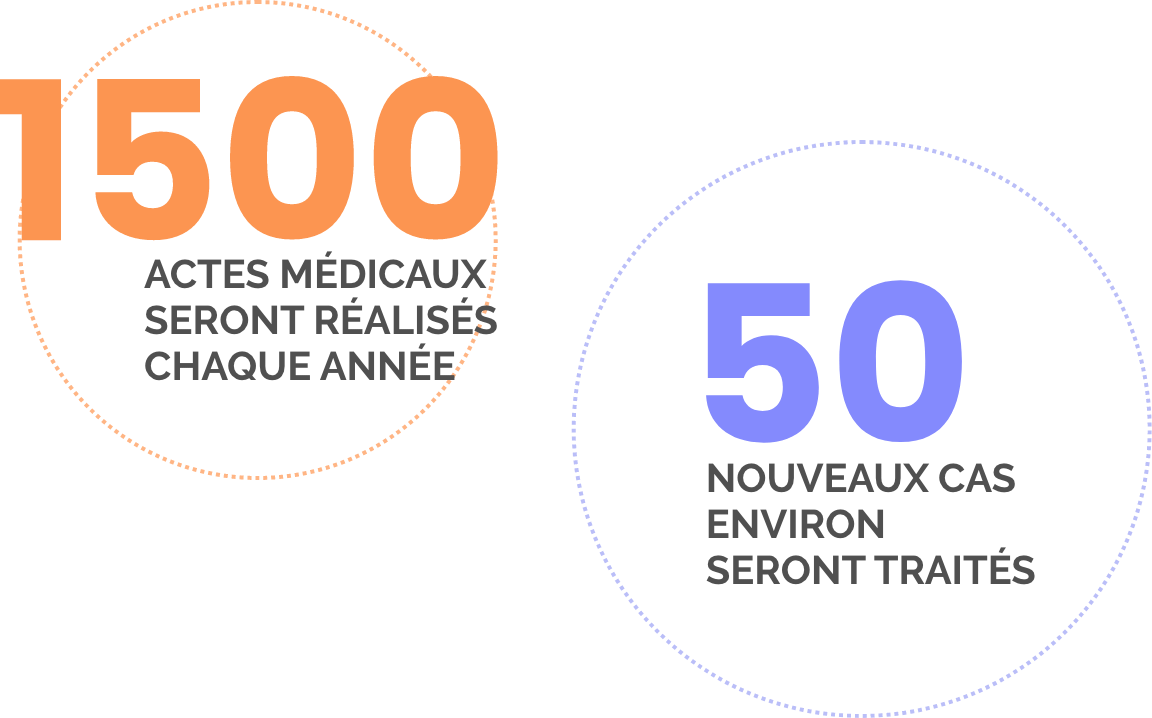 1500
ACTES MÉDICAUX
SERONT RÉALISÉS
CHAQUE ANNÉE
50
NOUVEAUX CAS
ENVIRON
SERONT TRAITÉS